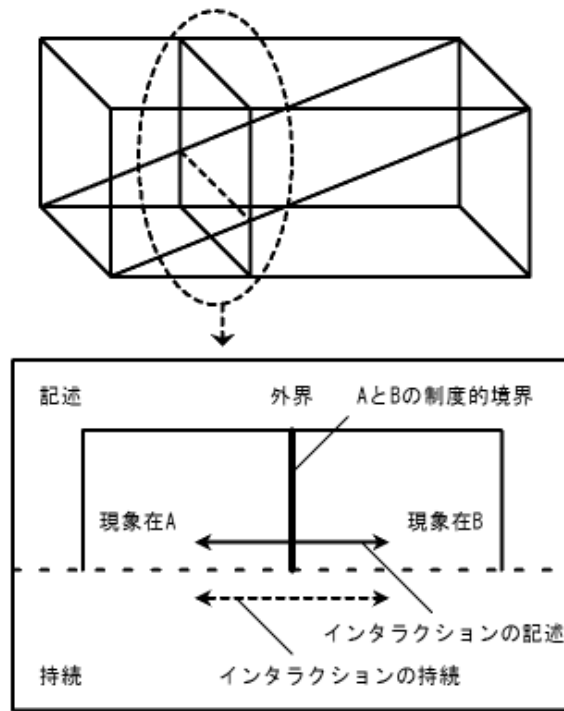 記述
外界
AとBの制度的境界
現象在A
現象在B
インタラクションの記述
持続
インタラクションの持続